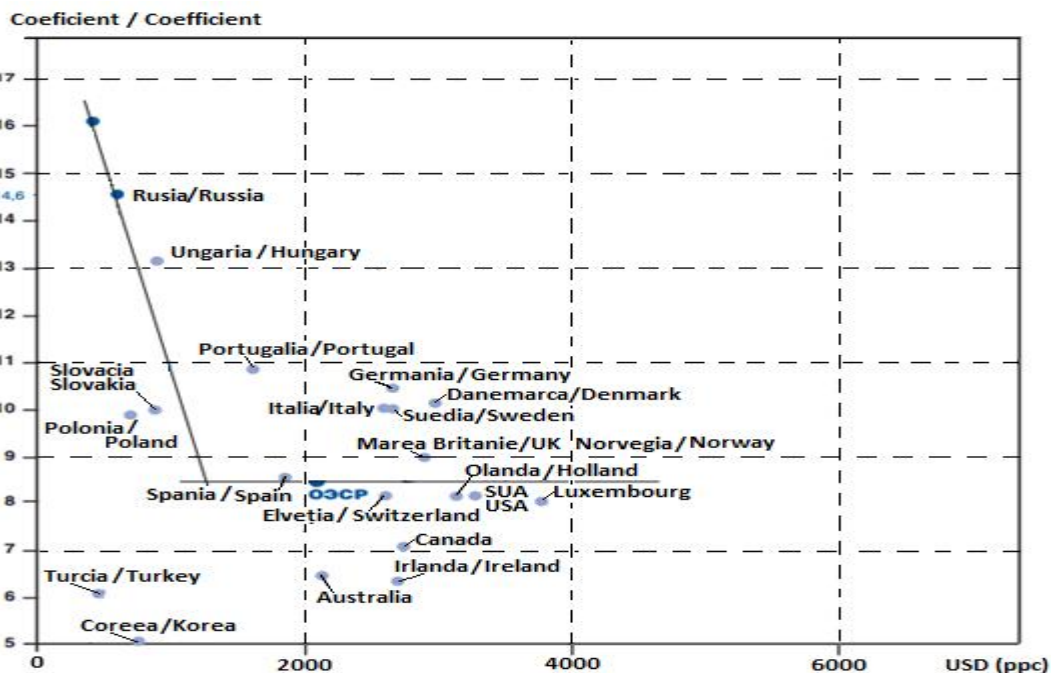 Coeficient / Coefficient
17
16
15
4,6
14
13
12
11
10
9
8
7
6
5
Rusia/Russia
Ungaria / Hungary
Portugalia/Portugal
Slovacia
Slovakia
Germania/Germany
Danemarca/Denmark
Italia/Italy
Suedia/Sweden
Polonia/
Poland
Marea Britanie/UK Norvegia/Norway
Olanda/Holland
Spania/Spain
ОЭСР
SUA
USA
Luxembourg
Elveția/Switzerland
Canada
Irlanda/Ireland
Turcia/Turkey
Australia
Coreea/Korea
0 2000 4000 6000 USD (ppc)